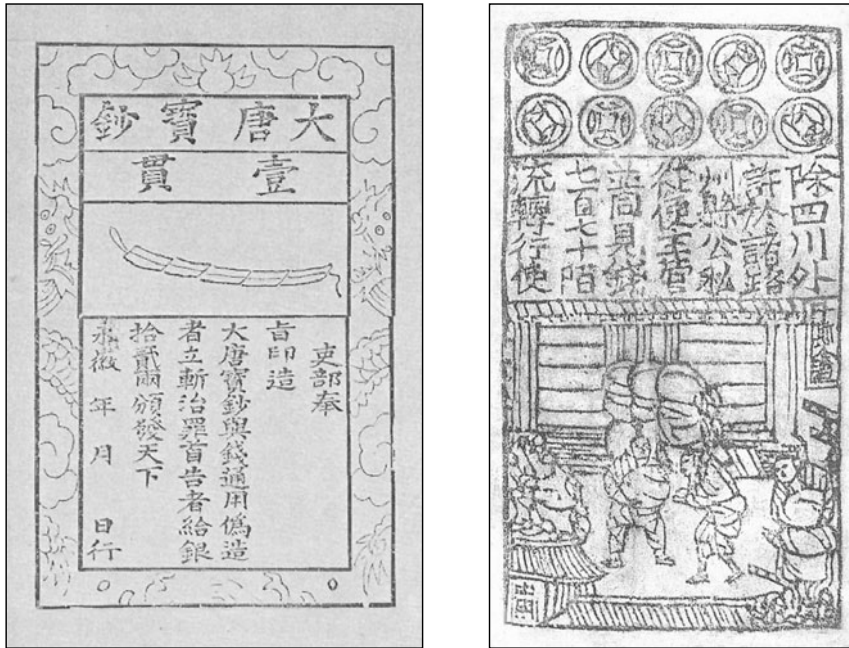 大唐寶鈔
壹貫
吏部奉
旨印造
大唐寶鈔與錢通用偽造
者立斬治罪首告者給銀
拾貳兩頒發天下
永徽 年 月 日行
除四川外
許於諸路
州縣公私
從便主管
並同見錢
七百七十陌
流轉行使